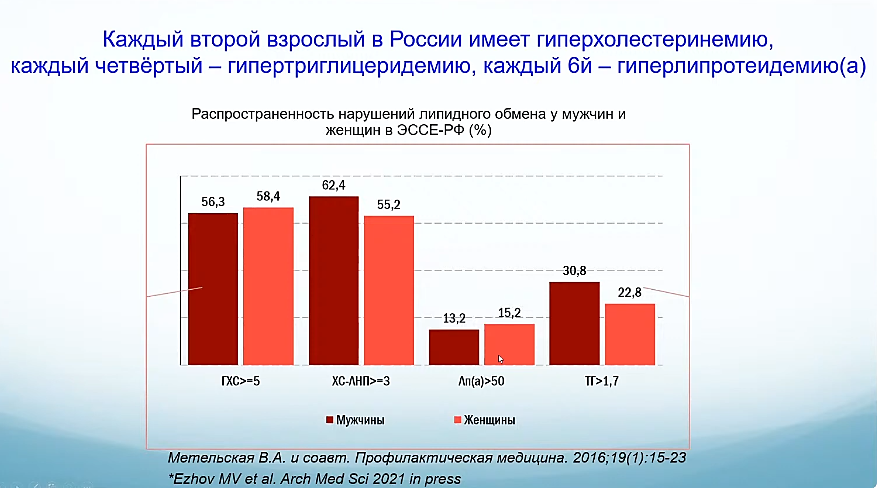 Каждый второй взрослый в России имеет гиперхолестеринемию,
каждый четвёртый – гипертриглицеридемию, каждый 6й – гиперлипротеидемию(а)
Распространенность нарушений липидного обмена у мужчин и
женщин в ЭССЕ-РФ (%)
56,3 58,4 62,4 55,2 13,2 15,2 30,8 22,8
ГХС>=5 ХС-ЛНП>=3 Лп(а)>50 ТГ>1,7
Мужчины Женщины
Метельская В.А. и соавт. Профилактическая медицина. 2016;19(1):15-23
*Ezhov MV et al. Arch Med Sci 2021 in press